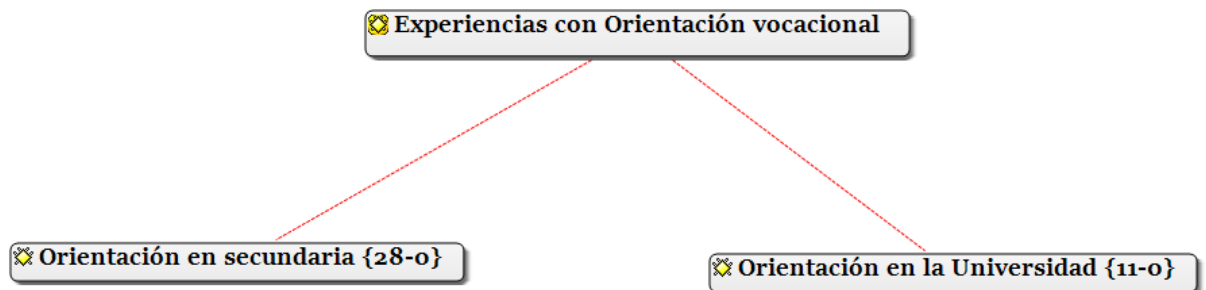 Experiencias con Orientación vocacional
Orientación en secundaria {28-0}
Orientación en la Universidad {11-0}